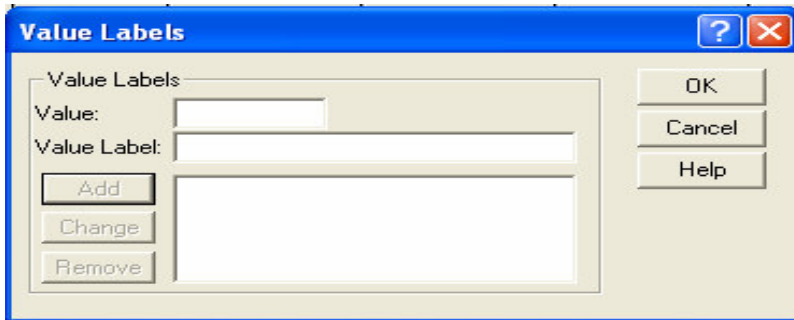 Value Labels
?
Value Labels
OK
Value:
Cancel
Value Label:
Help
Add
Change
Remove